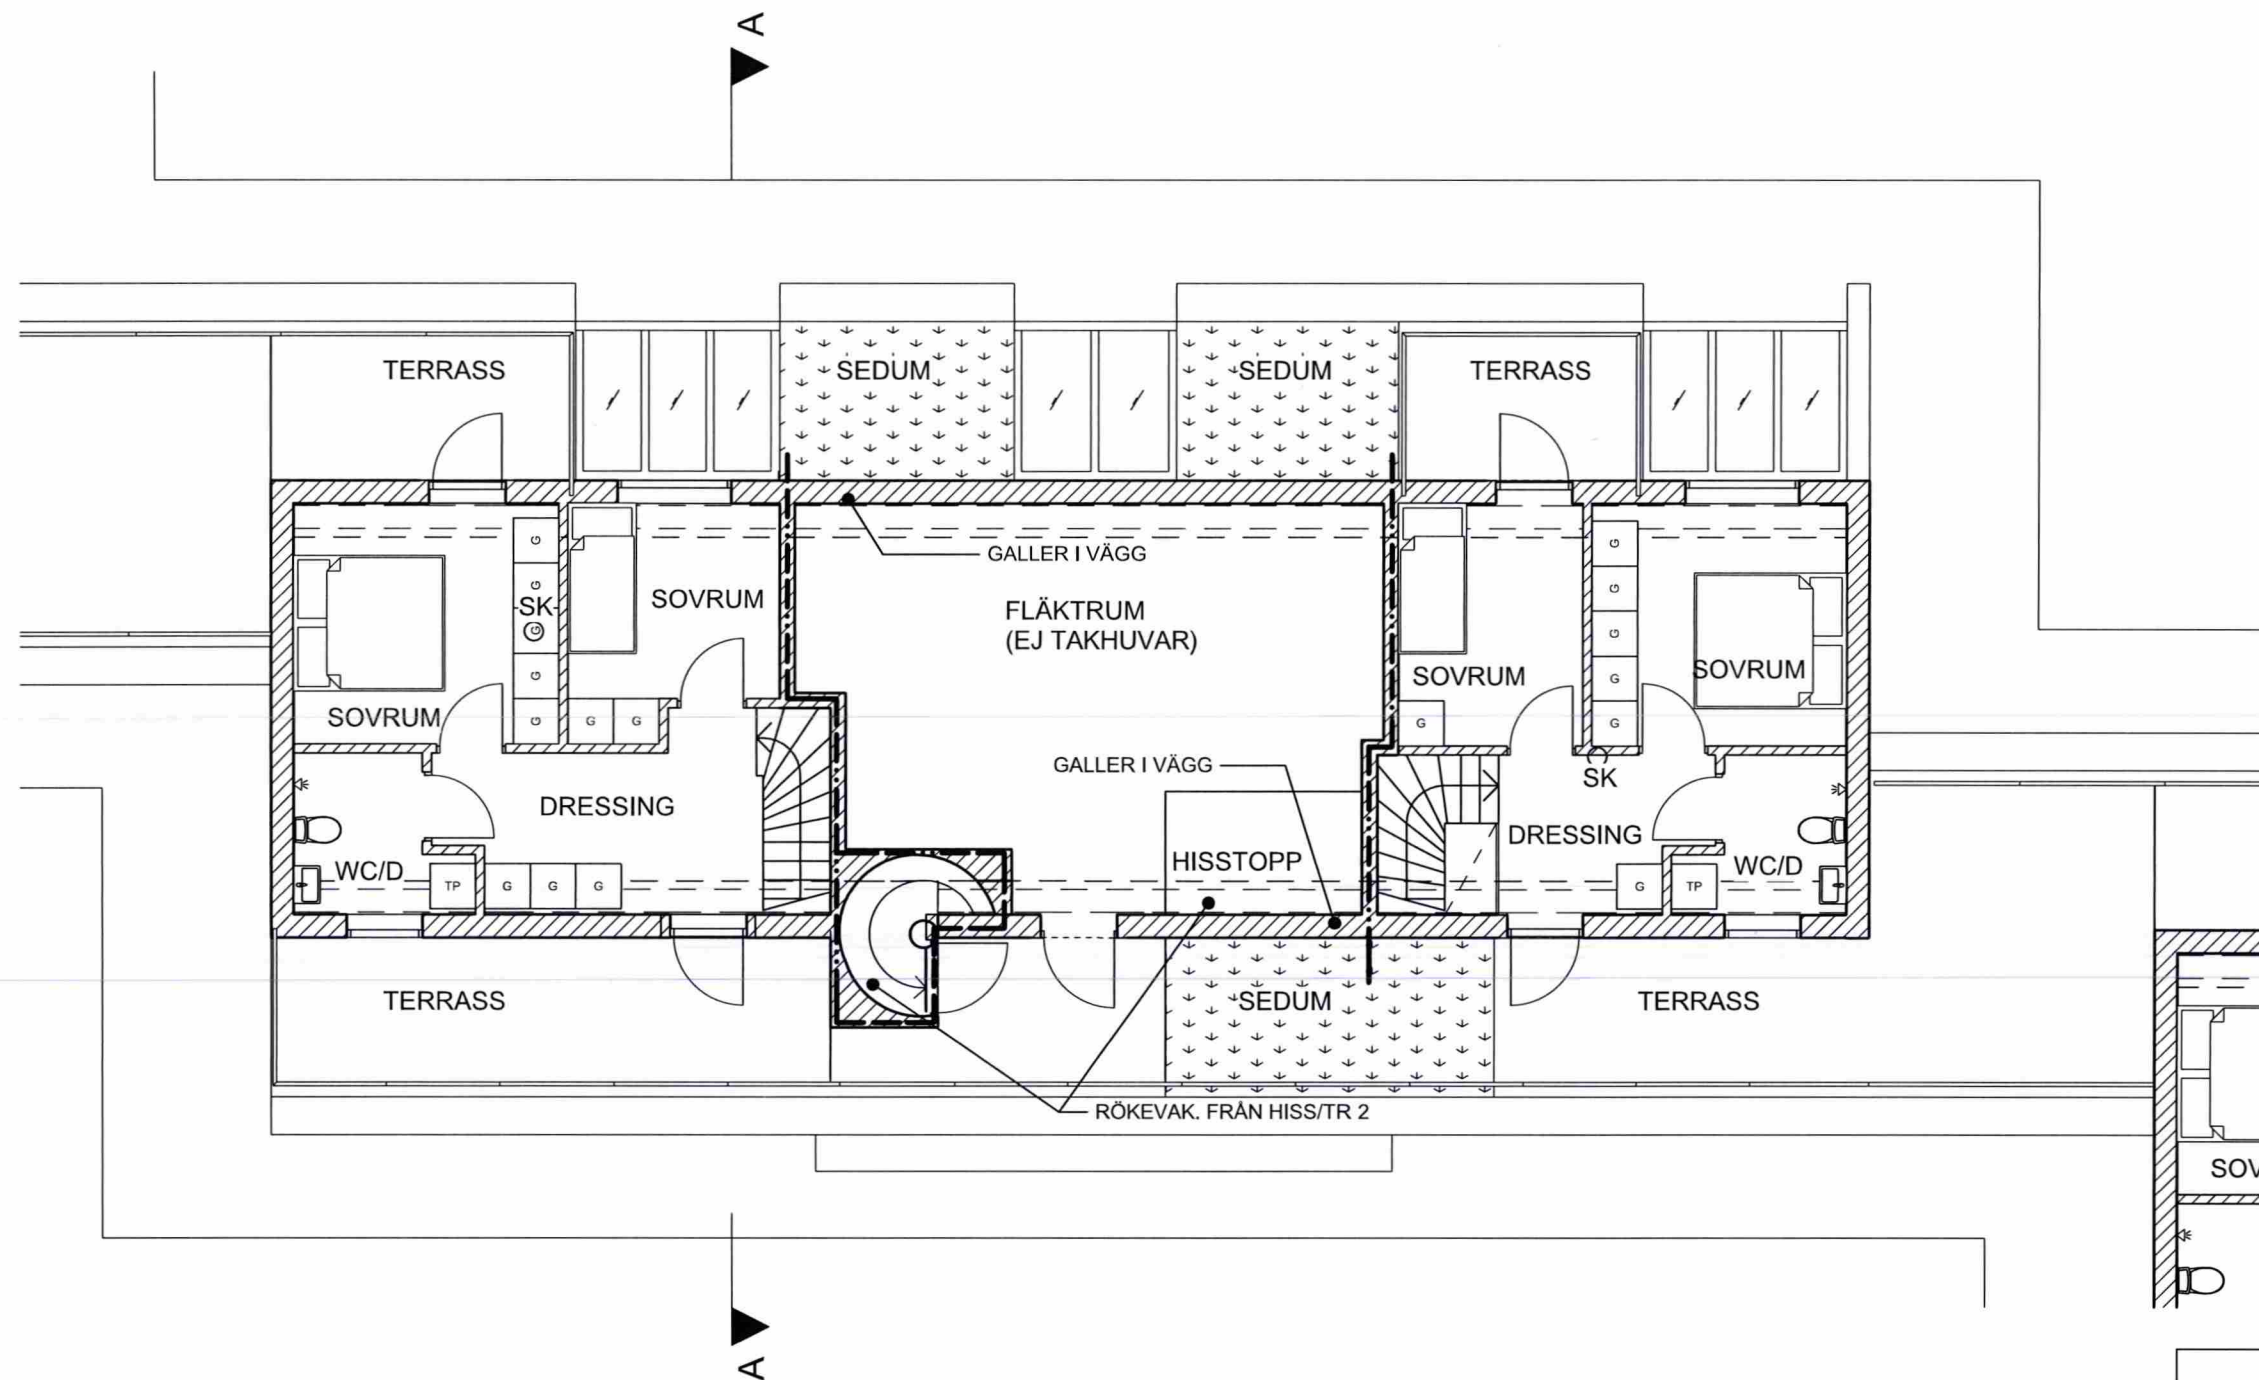 A
TERRASS
SEDUM
SEDUM
TERRASS
GALLER I VÄGG
G
G
SK
G
G
G
SOVRUM
FLÄKTRUM
(EJ TAKHUVAR)
G
G
G
G
G
SOVRUM
SOVRUM
SOVRUM
G
G
G
GALLER I VÄGG
SK
DRESSING
DRESSING
HISSTOPP
WC/D
WC/D
TP
G
G
G
G
TP
TERRASS
SEDUM
TERRASS
RÖKEVAK. FRÅN HISS/TR 2
SOV
A